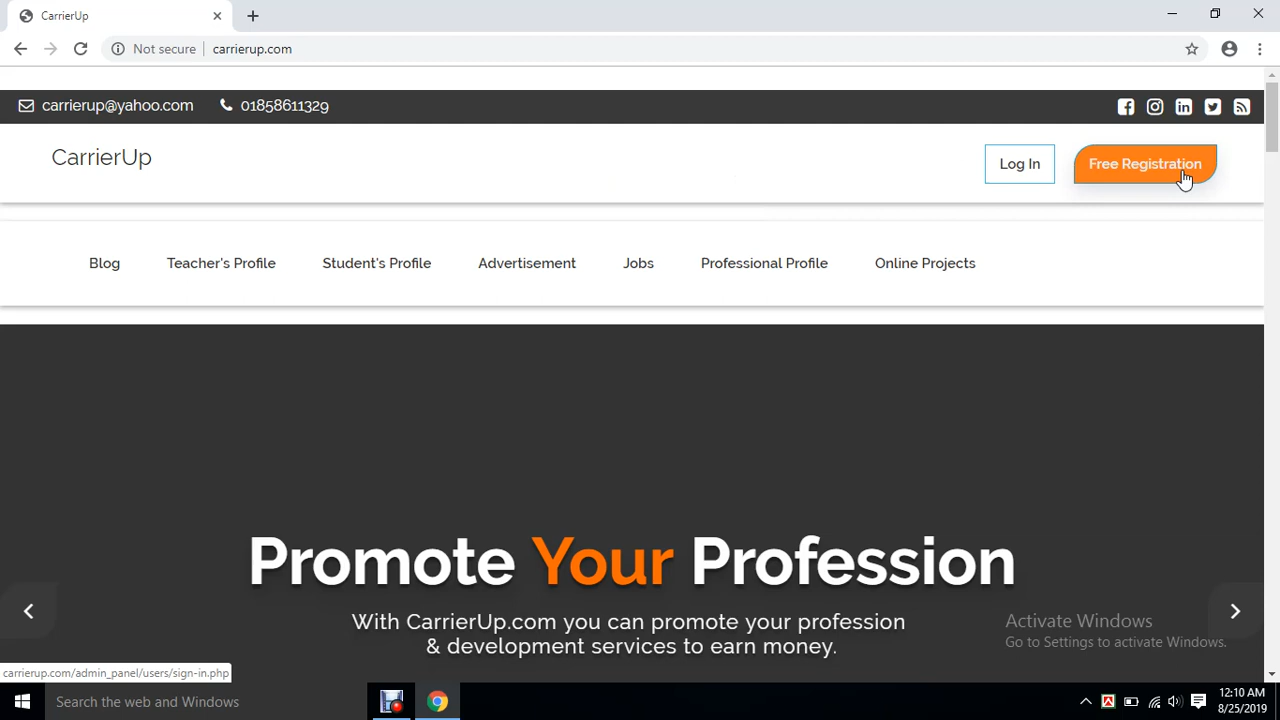 CarrierUp
Not secure carrierup.com
carrierup@yahoo.com 01858611329
CarrierUp
Log In
Free Registration
Blog Teacher's Profile Student's Profile Advertisement Jobs Professional Profile Online Projects
Promote Your Profession
With CarrierUp.com you can promote your profession
& development services to earn money.
Activate Windows
Go to Settings to activate Windows.
carrierup.com/admin_panel/users/sign-in.php
Search the web and Windows
12:10 AM
8/25/2019